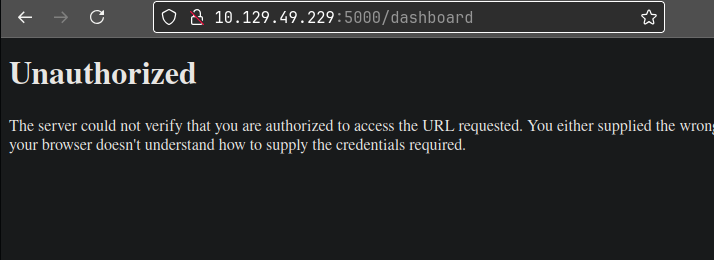 10.129.49.229:5000/dashboard
Unauthorized
The server could not verify that you are authorized to access the URL requested. You either supplied the wrong
your browser doesn't understand how to supply the credentials required.